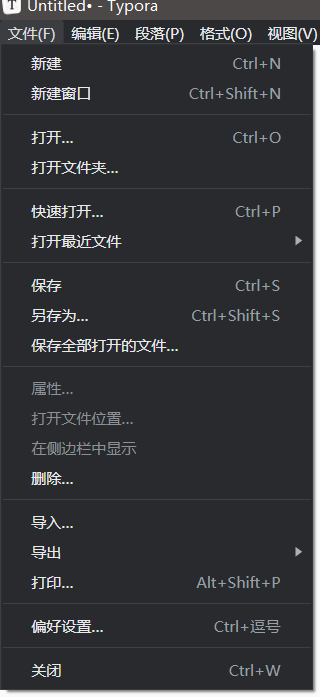 T Untitled• - Typora
文件(F) 编辑(E) 段落(P) 格式(O) 视图(V)
新建 Ctrl+N
新建窗口 Ctrl+Shift+N
打开... Ctrl+O
打开文件夹...
快速打开... Ctrl+P
打开最近文件
保存 Ctrl+S
另存为... Ctrl+Shift+S
保存全部打开的文件...
属性...
打开文件位置...
在侧边栏中显示
删除...
导入...
导出
打印... Alt+Shift+P
偏好设置... Ctrl+逗号
关闭 Ctrl+W